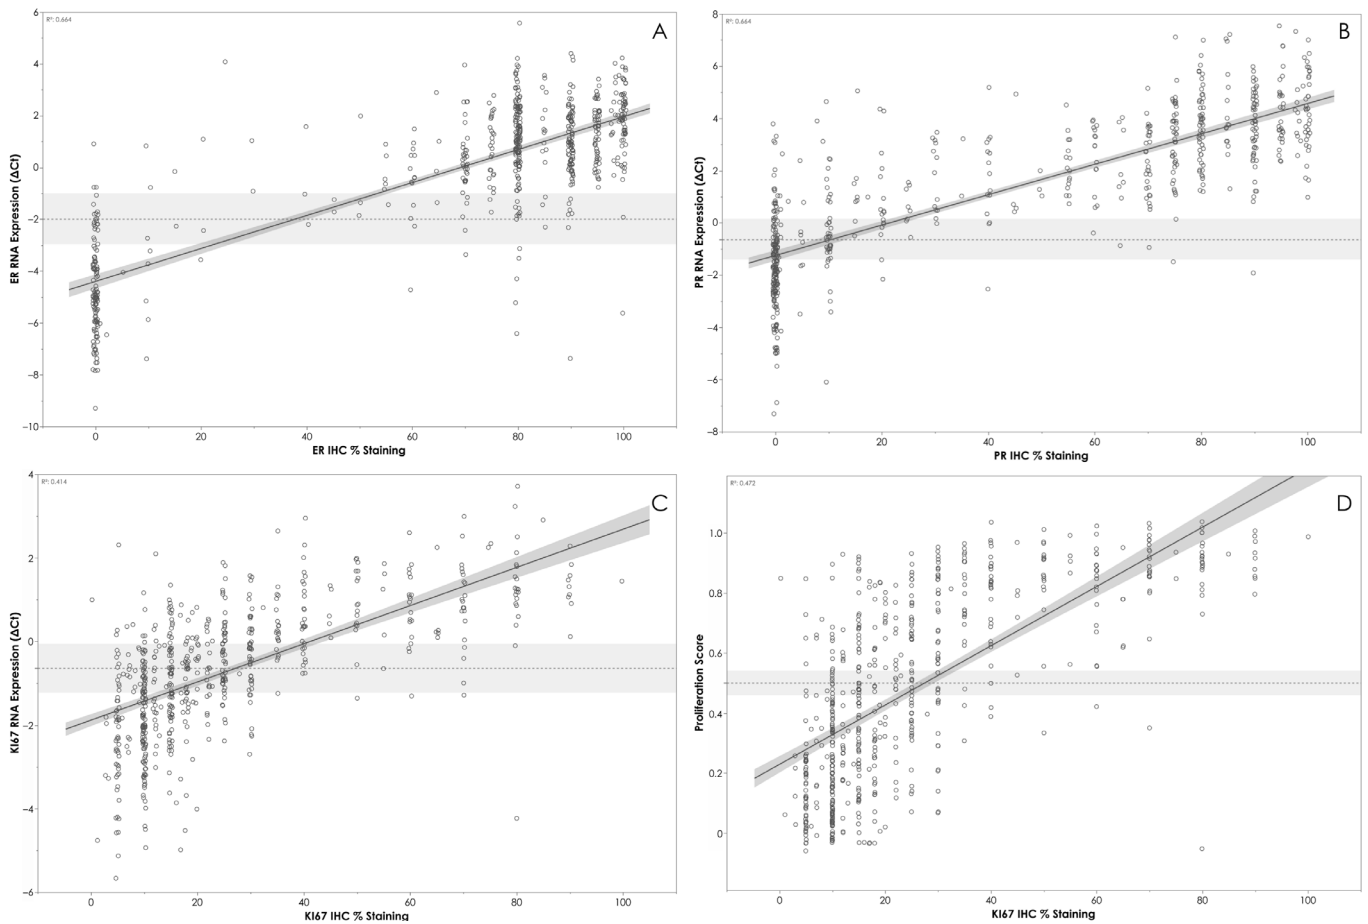 R²: 0.664
A
6
4
2
0
−2
−4
−6
−8
−10
ER RNA Expression (ΔCt)
0 20 40 60 80 100
ER IHC % Staining
R²: 0.664
B
8
6
4
2
0
−2
−4
−6
−8
PR RNA Expression (ΔCt)
0 20 40 60 80 100
PR IHC % Staining
R²: 0.414
C
4
2
0
−2
−4
−6
KI67 RNA Expression (ΔCt)
0 20 40 60 80 100
KI67 IHC % Staining
R²: 0.472
D
1.0
0.8
0.6
0.4
0.2
0
Proliferation Score
0 20 40 60 80 100
KI67 IHC % Staining